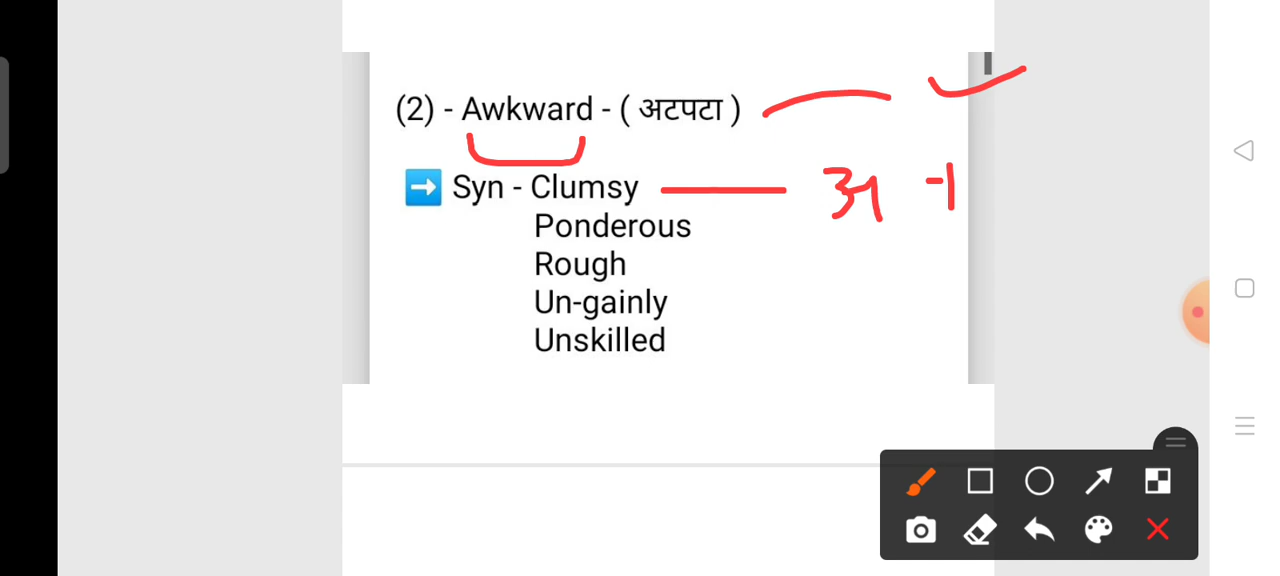 (2) - Awkward - ( अटपटा )
Syn - Clumsy
Ponderous
Rough
Un-gainly
Unskilled